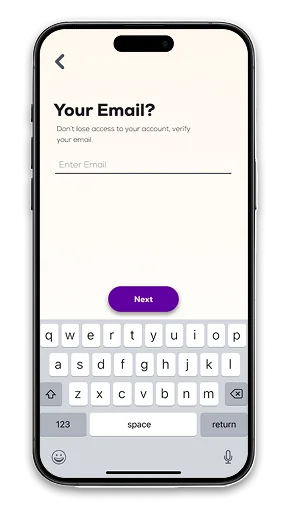 Your Email?
Don't lose access to your account, verify
your email.
Enter Email
Next
q w e r t y u i o p
a s d f g h j k l
z x c v b n m
123 space return